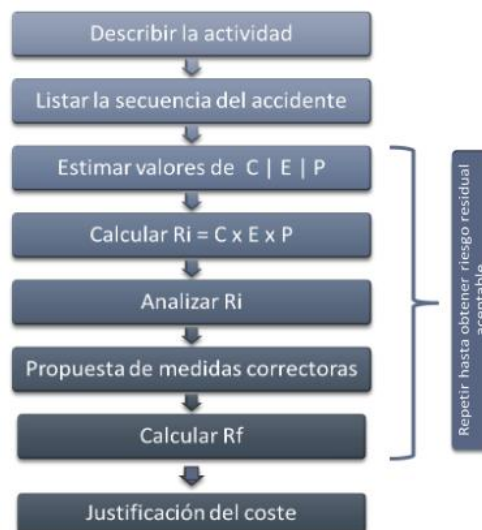 Describir la actividad
Listar la secuencia del accidente
Estimar valores de C | E | P
Calcular Ri = C x E x P
Analizar Ri
Propuesta de medidas correctoras
Calcular Rf
Justificación del coste
Repetir hasta obtener riesgo residual
aceptable